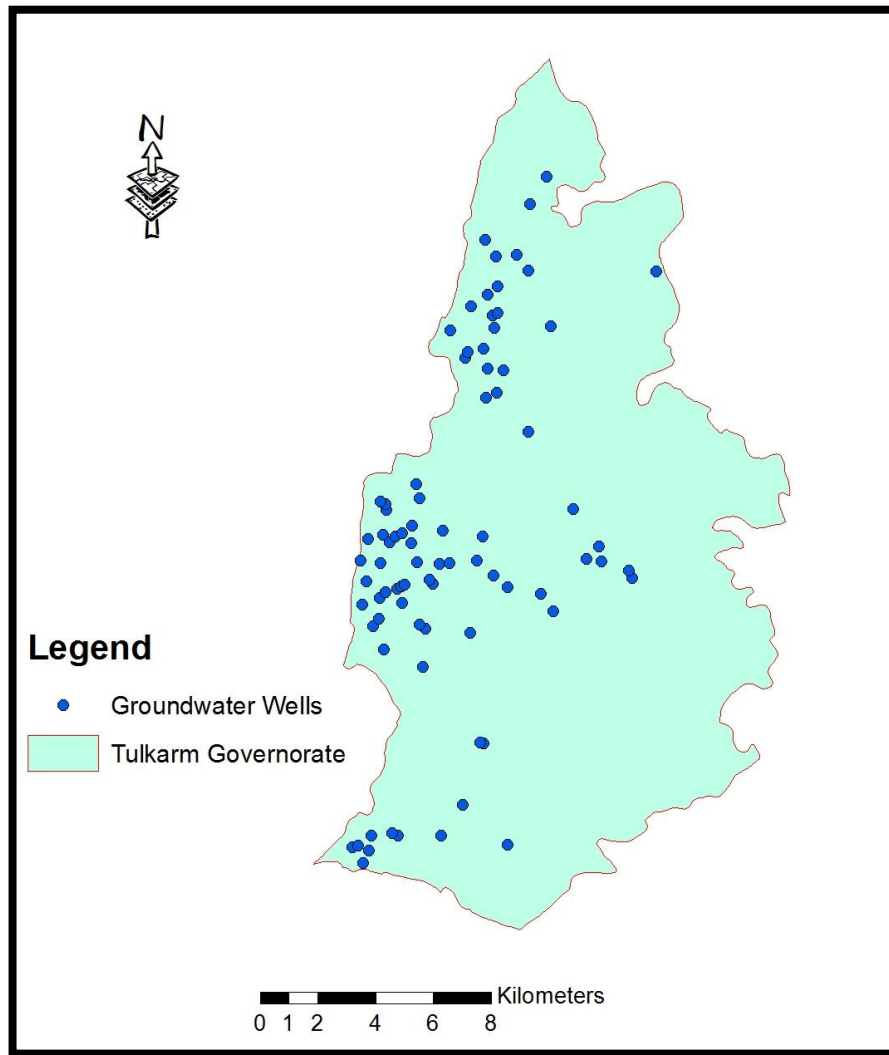 N
Legend
Groundwater Wells
Tulkarm Governorate
Kilometers
0 1 2 4 6 8